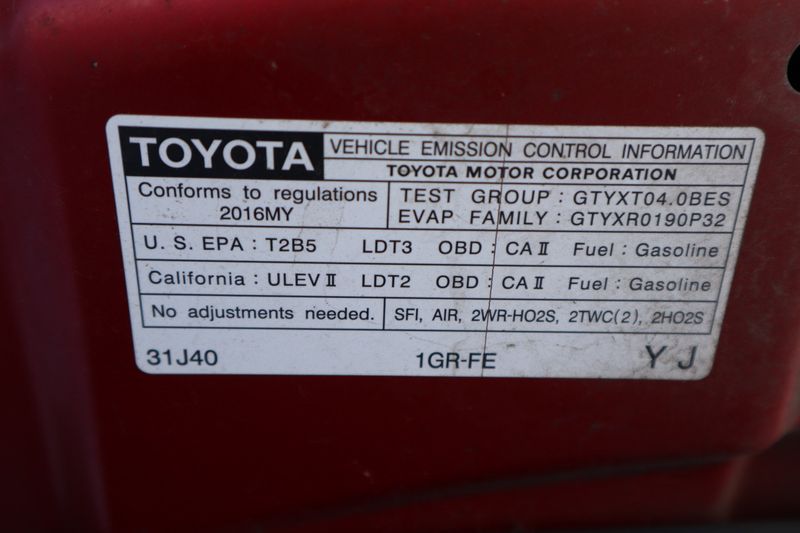 TOYOTA
VEHICLE EMISSION CONTROL INFORMATION
TOYOTA MOTOR CORPORATION
Conforms to regulations
2016MY
TEST GROUP : GTYXT04.0BES
EVAP FAMILY : GTYXR0190P32
U. S. EPA : T2B5 LDT3 OBD : CA II Fuel : Gasoline
California : ULEV II LDT2 OBD : CA II Fuel : Gasoline
No adjustments needed.
SFI, AIR, 2WR-HO2S, 2TWC(2), 2HO2S
31J40 1GR-FE Y J